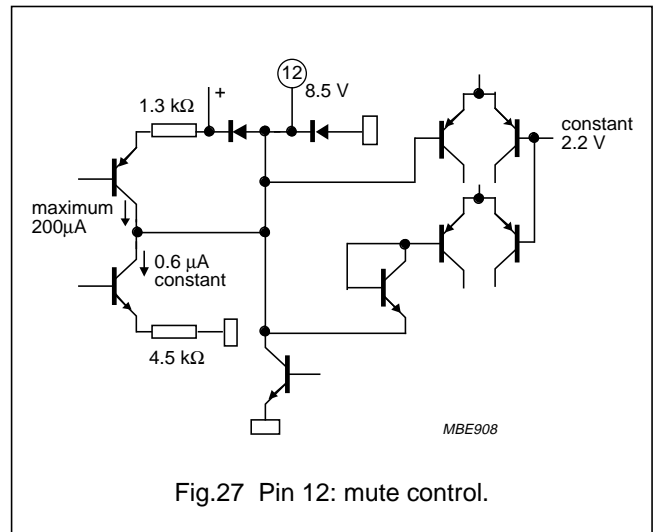 12
8.5 V
+
1.3 kΩ
constant
2.2 V
maximum
200µA
0.6 µA
constant
4.5 kΩ
MBE908
Fig.27 Pin 12: mute control.